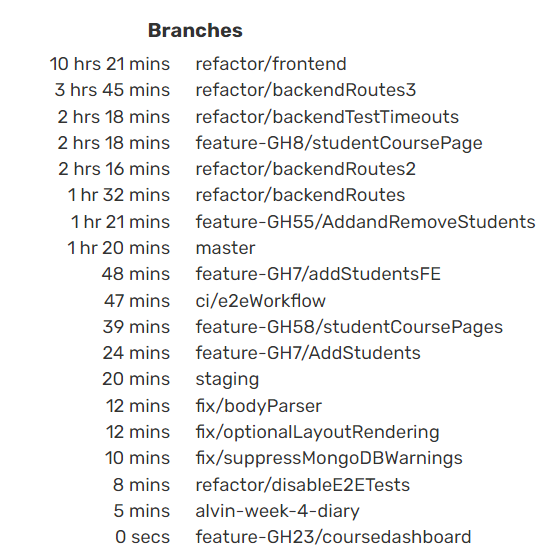 Branches
10 hrs 21 mins refactor/frontend
3 hrs 45 mins refactor/backendRoutes3
2 hrs 18 mins refactor/backendTestTimeouts
2 hrs 18 mins feature-GH8/studentCoursePage
2 hrs 16 mins refactor/backendRoutes2
1 hr 32 mins refactor/backendRoutes
1 hr 21 mins feature-GH55/AddandRemoveStudents
1 hr 20 mins master
48 mins feature-GH7/addStudentsFE
47 mins ci/e2eWorkflow
39 mins feature-GH58/studentCoursePages
24 mins feature-GH7/AddStudents
20 mins staging
12 mins fix/bodyParser
12 mins fix/optionalLayoutRendering
10 mins fix/suppressMongoDBWarnings
8 mins refactor/disableE2ETests
5 mins alvin-week-4-diary
0 secs feature-GH23/coursedashboard